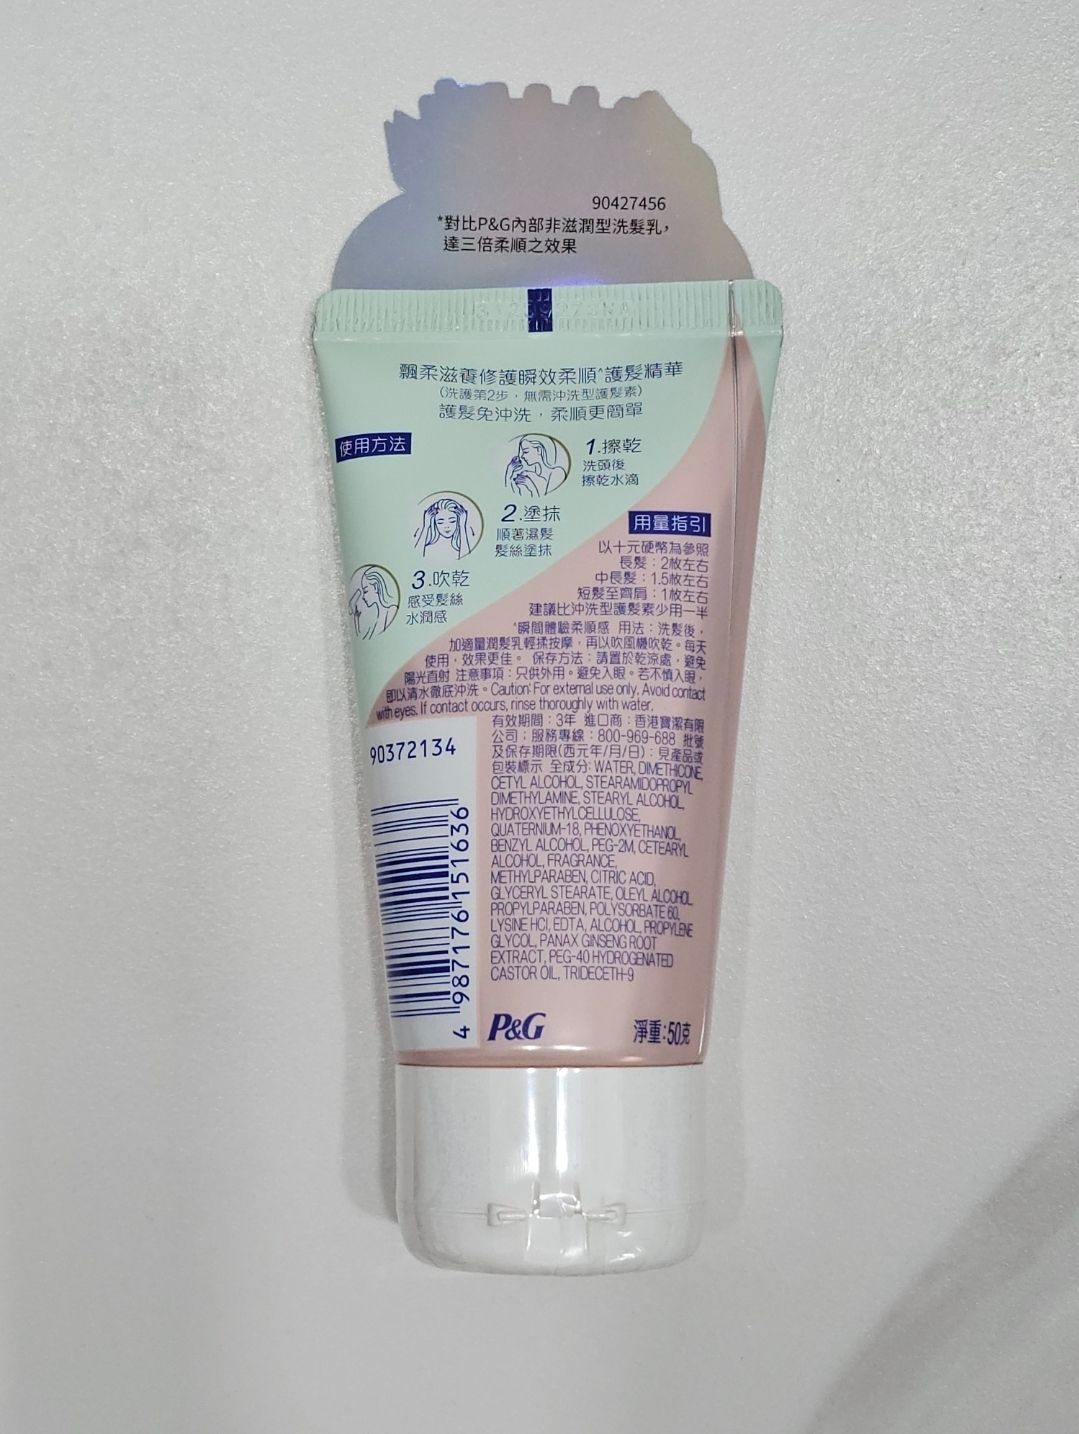 90427456
*對比P&G內部非滋潤型洗髮乳,
達三倍柔順之效果
飄柔滋養修護瞬效柔順^護髮精華
(洗護第2步,無需沖洗型護髮素)
護髮免沖洗,柔順更簡單
使用方法
1.擦乾
洗頭後
擦乾水滴
2.塗抹
順著濕髮
髮絲塗抹
3.吹乾
感受髮絲
水潤感
用量指引
以十元硬幣為參照
長髮:2枚左右
中長髮:1.5枚左右
短髮至齊肩:1枚左右
建議比沖洗型護髮素少用一半
^瞬間體驗柔順感 用法:洗髮後,
加適量潤髮乳輕揉按摩,再以吹風機吹乾。每天
使用,效果更佳。 保存方法:請置於乾涼處,避免
陽光直射 注意事項:只供外用。避免入眼。若不慎入眼,
即以清水徹底沖洗。Caution: For external use only. Avoid contact
with eyes. If contact occurs, rinse thoroughly with water.
有效期間:3年 進口商:香港寶潔有限
公司;服務專線:800-969-688 批號
及保存期限(西元年/月/日):見產品或
包裝標示 全成分: WATER, DIMETHICONE,
CETYL ALCOHOL, STEARAMIDOPROPYL
DIMETHYLAMINE, STEARYL ALCOHOL,
HYDROXYETHYLCELLULOSE,
QUATERNIUM-18, PHENOXYETHANOL,
BENZYL ALCOHOL, PEG-2M, CETEARYL
ALCOHOL, FRAGRANCE,
METHYLPARABEN, CITRIC ACID,
GLYCERYL STEARATE, OLEYL ALCOHOL
PROPYLPARABEN, POLYSORBATE 60,
LYSINE HCl, EDTA, ALCOHOL, PROPYLENE
GLYCOL, PANAX GINSENG ROOT
EXTRACT, PEG-40 HYDROGENATED
CASTOR OIL, TRIDECETH-9
90372134
4 987176 151636
P&G
淨重:50克